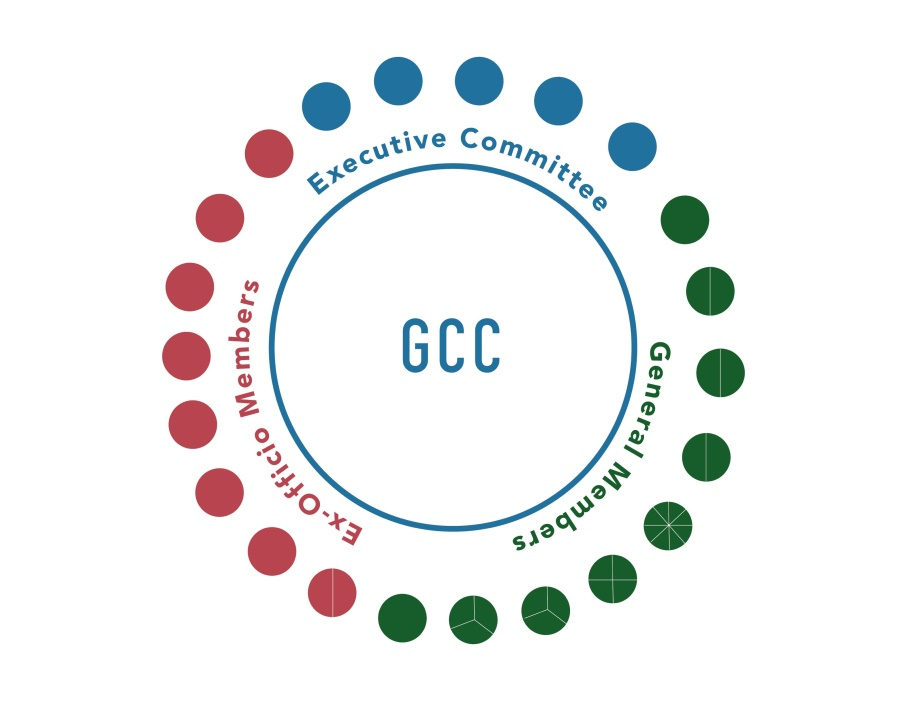 Executive Committee
GCC
General Members
Ex-Officio Members